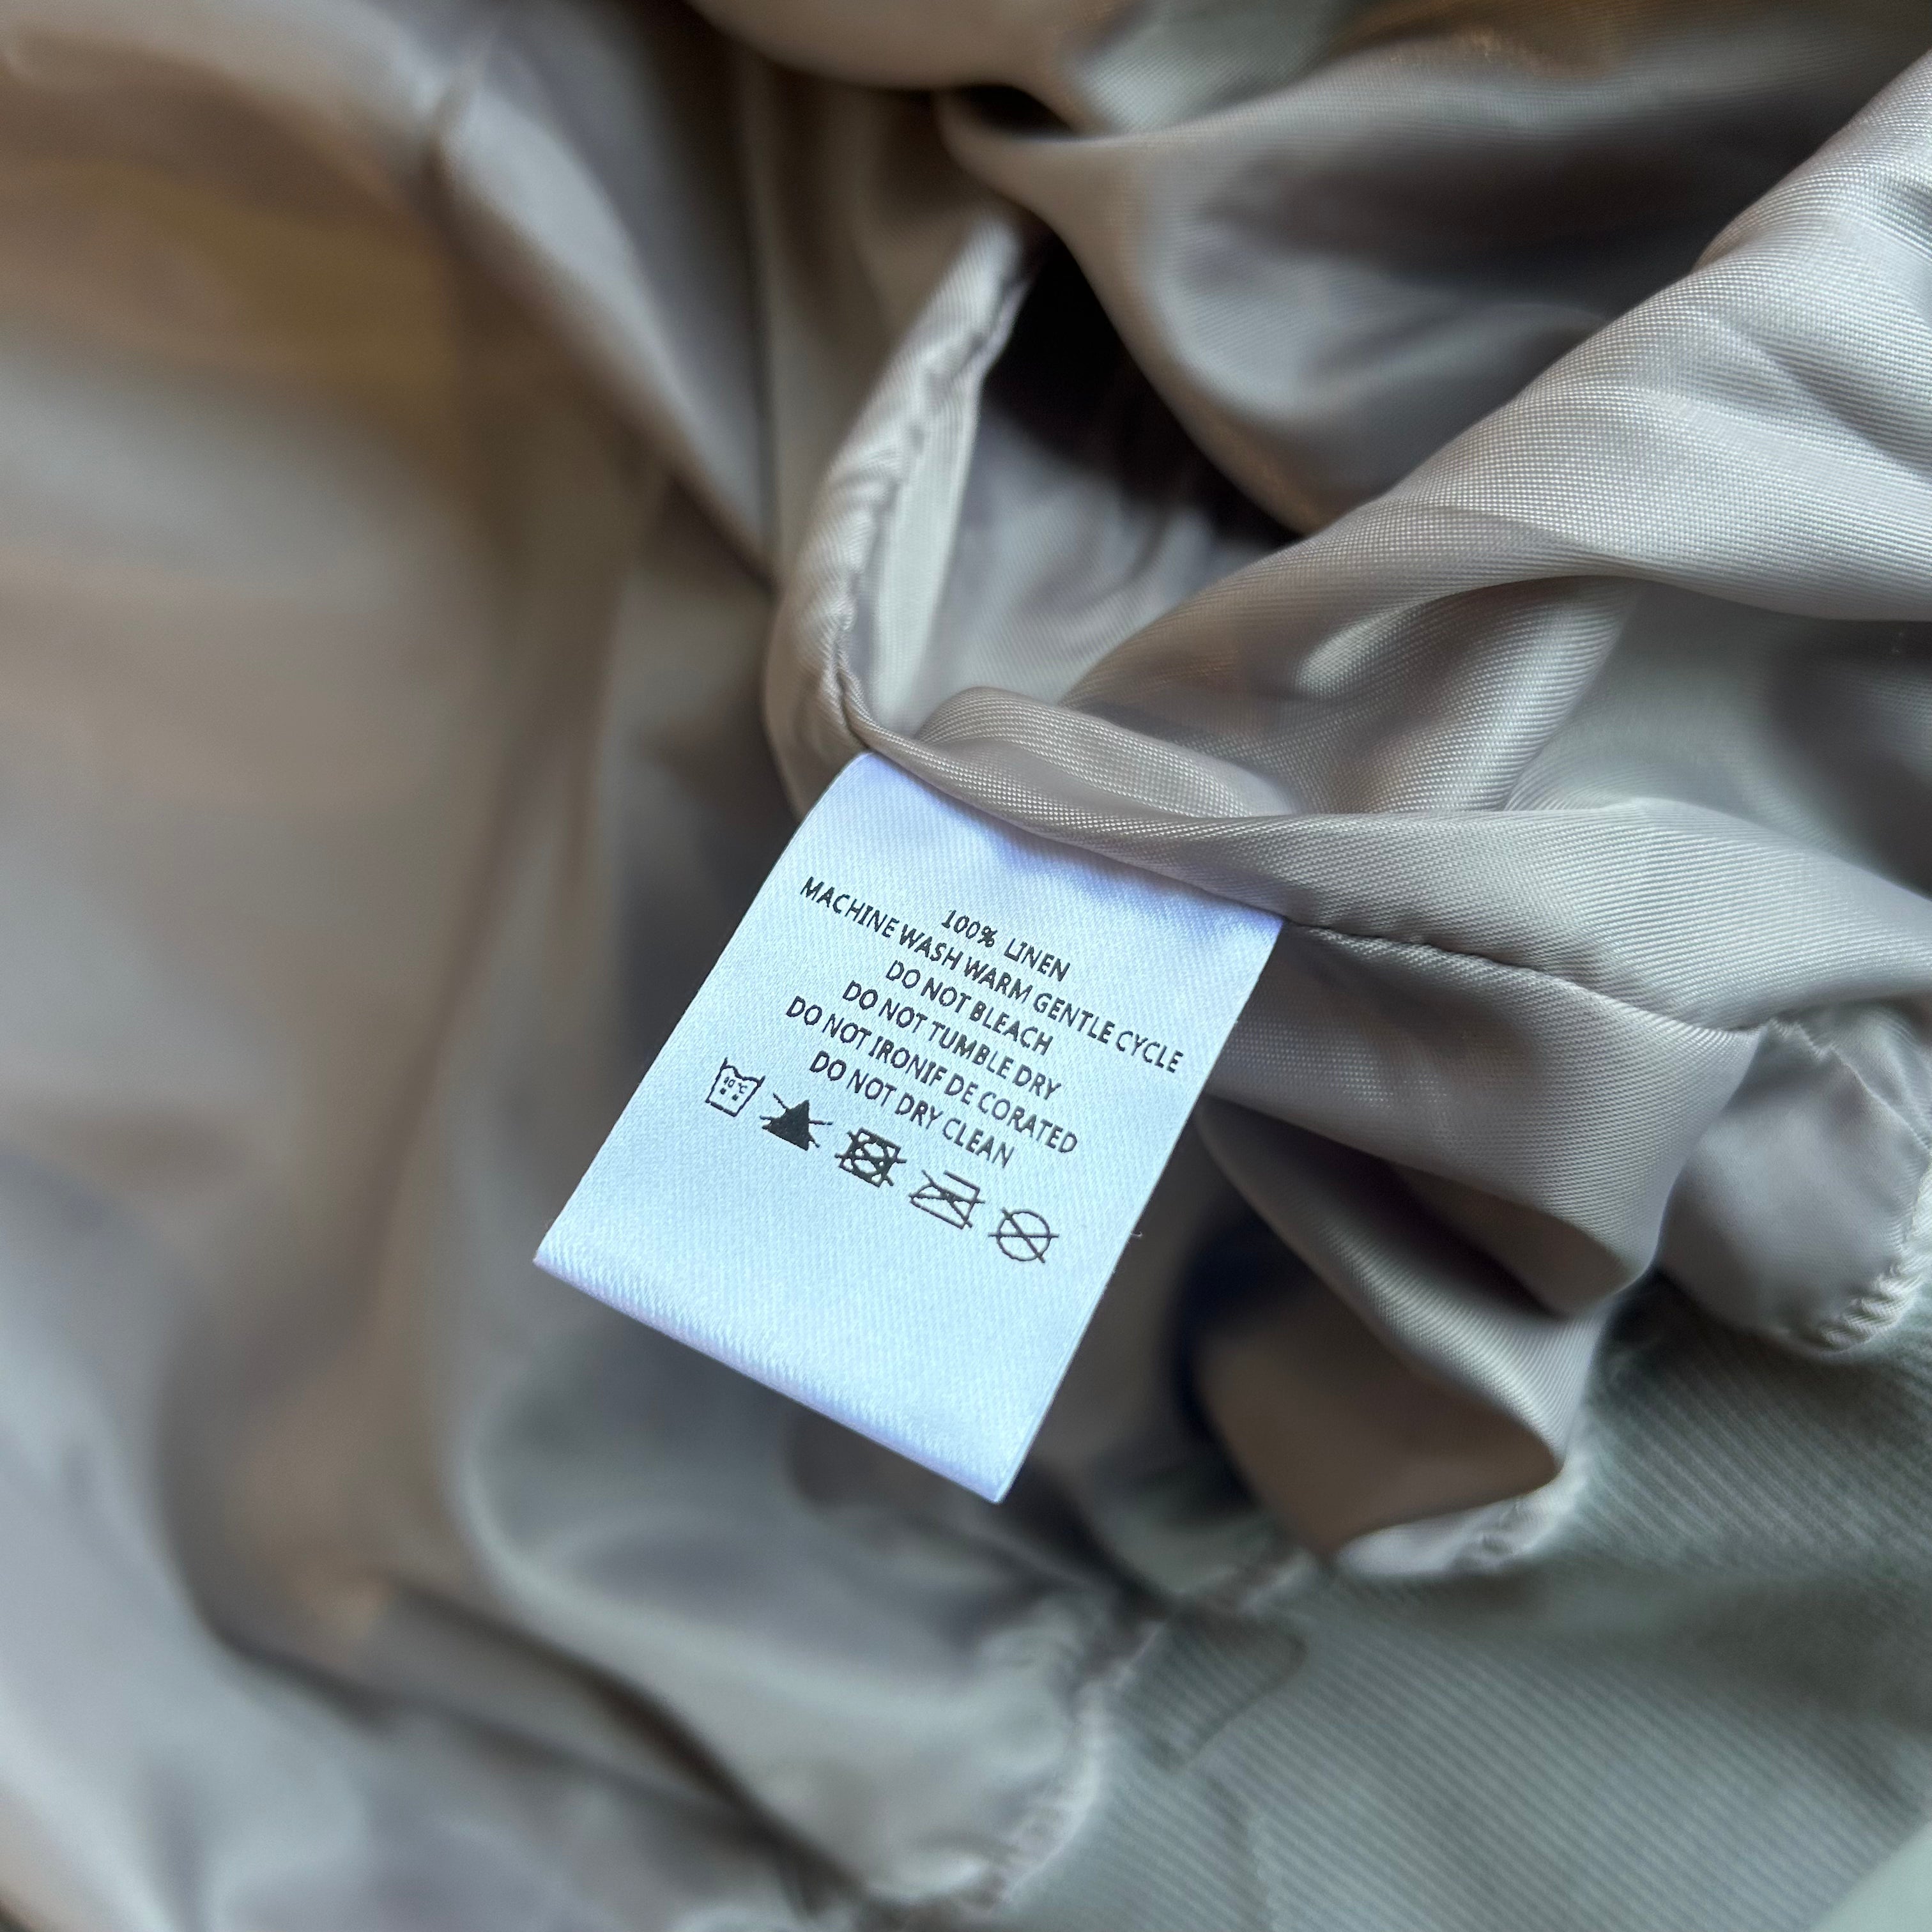 100% LINEN
MACHINE WASH WARM GENTLE CYCLE
DO NOT BLEACH
DO NOT TUMBLE DRY
DO NOT IRONIF DE CORATED
DO NOT DRY CLEAN
40°C